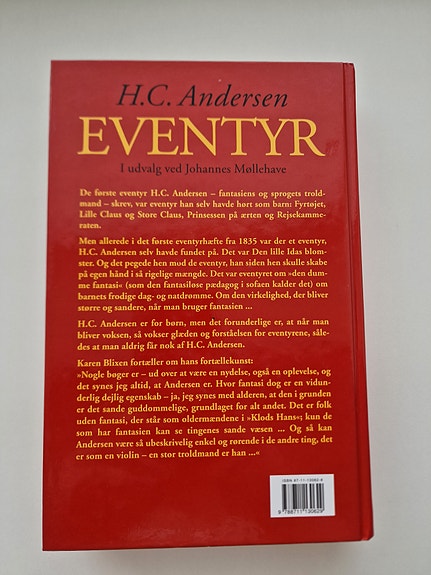 H.C. Andersen
EVENTYR
I udvalg ved Johannes Møllehave
De første eventyr H.C. Andersen – fantasiens og sprogets trold-
mand – skrev, var eventyr han selv havde hørt som barn: Fyrtøjet,
Lille Claus og Store Claus, Prinsessen på ærten og Rejsekamme-
raten.
Men allerede i det første eventyrhæfte fra 1835 var der et eventyr,
H.C. Andersen selv havde fundet på. Det var Den lille Idas blom-
ster. Og det pegede hen mod de eventyr, han siden hen skulle skabe
på egen hånd i så rigelige mængde. Det var eventyret om »den dum-
me fantasi« (som den fantasiløse pædagog i sofaen kalder det) om
barnets frodige dag- og natdrømme. Om den virkelighed, der bliver
større og sandere, når man bruger fantasien ...
H.C. Andersen er for børn, men det forunderlige er, at når man
bliver voksen, så vokser glæden og forståelsen for eventyrene, såle-
des at man aldrig får nok af H.C. Andersen.
Karen Blixen fortæller om hans fortællekunst:
»Nogle bøger er – ud over at være en nydelse, også en oplevelse, og
det synes jeg altid, at Andersen er. Hvor fantasi dog er en vidun-
derlig dejlig egenskab – ja, jeg synes med alderen, at den i grunden
er det sande guddommelige, grundlaget for alt andet. Det er folk
uden fantasi, der står som oldermændene i »Klods Hans«; kun de
som har fantasien kan se tingenes sande væsen ... Og så kan
Andersen være så ubeskrivelig enkel og rørende i de andre ting, det
er som en violin – en stor troldmand er han ...«
ISBN 87-11-13062-9
9 788711 130629